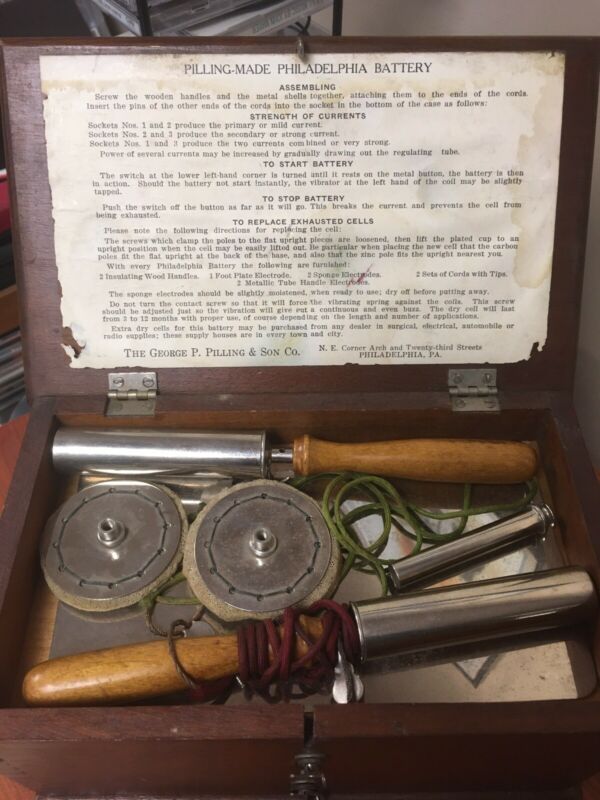 PILLING-MADE PHILADELPHIA BATTERY
ASSEMBLING
Screw the wooden handles and the metal shells together, attaching them to the ends of the cords.
Insert the pins of the other ends of the cords into the socket in the bottom of the case as follows:
STRENGTH OF CURRENTS
Sockets Nos. 1 and 2 produce the primary or mild current.
Sockets Nos. 2 and 3 produce the secondary or strong current.
Sockets Nos. 1 and 3 produce the two currents combined or very strong.
Power of several currents may be increased by gradually drawing out the regulating tube.
TO START BATTERY
The switch at the lower left-hand corner is turned until it rests on the metal button, the battery is then
in action. Should the battery not start instantly, the vibrator at the left hand of the coil may be slightly
tapped.
TO STOP BATTERY
Push the switch off the button as far as it will go. This breaks the current and prevents the cell from
being exhausted.
TO REPLACE EXHAUSTED CELLS
Please note the following directions for replacing the cell:
The screws which clamp the poles to the flat upright pieces are loosened, then lift the plated cup to an
upright position when the cell may be easily lifted out. Be particular when placing the new cell that the carbon
poles fit the flat upright at the back of the base, and also that the zinc pole fits the upright nearest you.
With every Philadelphia Battery the following are furnished:
2 Insulating Wood Handles. 1 Foot Plate Electrode. 2 Sponge Electrodes. 2 Sets of Cords with Tips.
2 Metallic Tube Handle Electrodes.
The sponge electrodes should be slightly moistened, when ready to use; dry off before putting away.
Do not turn the contact screw so that it will force the vibrating spring against the coils. This screw
should be adjusted just so the vibration will give out a continuous and even buzz. The dry cell will last
from 3 to 12 months with proper use, of course depending on the length and number of applications.
Extra dry cells for this battery may be purchased from any dealer in surgical, electrical, automobile or
radio supplies; these supply houses are in every town and city.
THE GEORGE P. PILLING & SON CO. N. E. Corner Arch and Twenty-third Streets
PHILADELPHIA, PA.